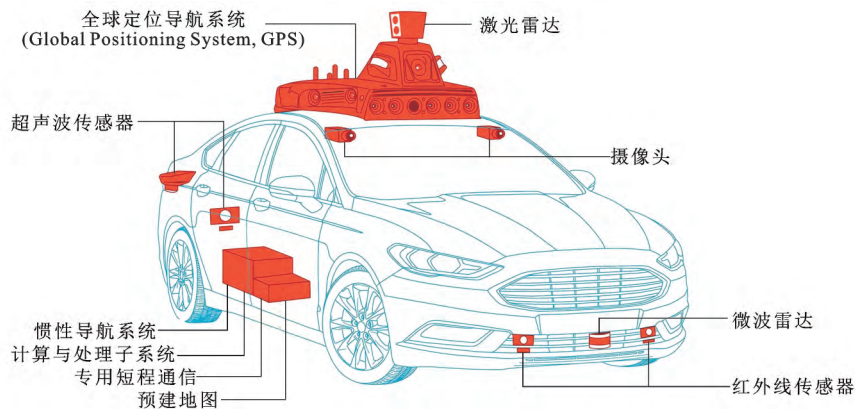 全球定位导航系统
(Global Positioning System, GPS)
激光雷达
超声波传感器
摄像头
惯性导航系统
计算与处理子系统
专用短程通信
预建地图
微波雷达
红外线传感器